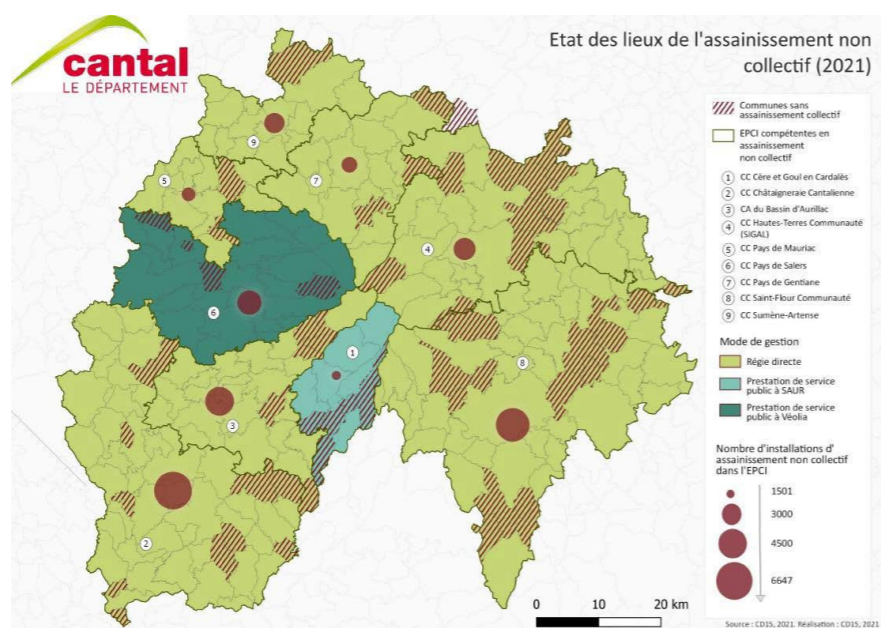 cantal
LE DÉPARTEMENT
Etat des lieux de l'assainissement non
collectif (2021)
Communes sans
assainissement collectif
EPCI compétentes en
assainissement
non collectif
1 CC Cère et Goul en Carladès
2 CC Châtaigneraie Cantalienne
3 CA du Bassin d'Aurillac
4 CC Hautes-Terres Communauté
(SIGAL)
5 CC Pays de Mauriac
6 CC Pays de Salers
7 CC Pays de Gentiane
8 CC Saint-Flour Communauté
9 CC Sumène-Artense
Mode de gestion
Régie directe
Prestation de service
public à SAUR
Prestation de service
public à Véolia
Nombre d'installations d'
assainissement non collectif
dans l'EPCI
1501
3000
4500
6647
9
5
7
4
6
1
8
3
2
0 10 20 km
Source : CD15, 2021. Réalisation : CD15, 2021